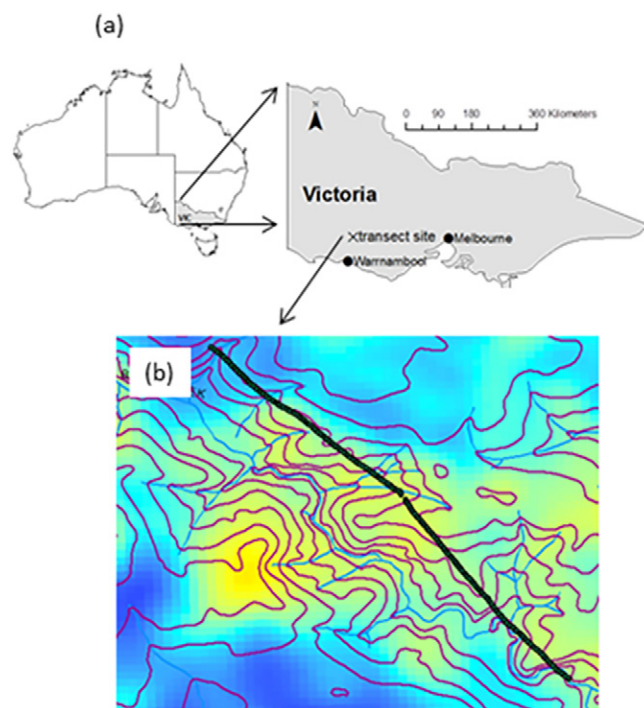 (a)
N
0 90 180 360 Kilometers
Victoria
VIC
transect site
Melbourne
Warrnambool
(b)